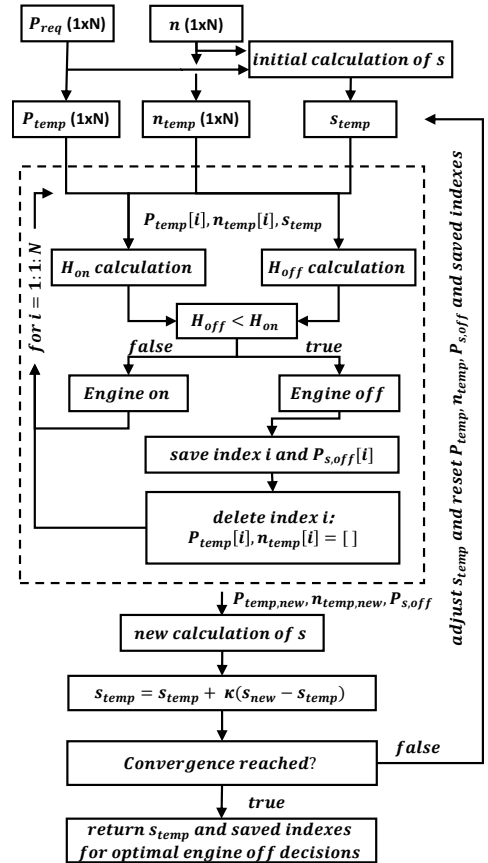 P_req (1xN)
n (1xN)
initial calculation of s
P_temp (1xN)
n_temp (1xN)
s_temp
for i = 1:1:N
P_temp[i], n_temp[i], s_temp
H_on calculation
H_off calculation
H_off < H_on
false
true
Engine on
Engine off
save index i and P_s,off[i]
delete index i:
P_temp[i], n_temp[i] = [ ]
adjust s_temp and reset P_temp, n_temp, P_s,off and saved indexes
P_temp,new, n_temp,new, P_s,off
new calculation of s
s_temp = s_temp + κ(s_new − s_temp)
Convergence reached?
false
true
return s_temp and saved indexes
for optimal engine off decisions